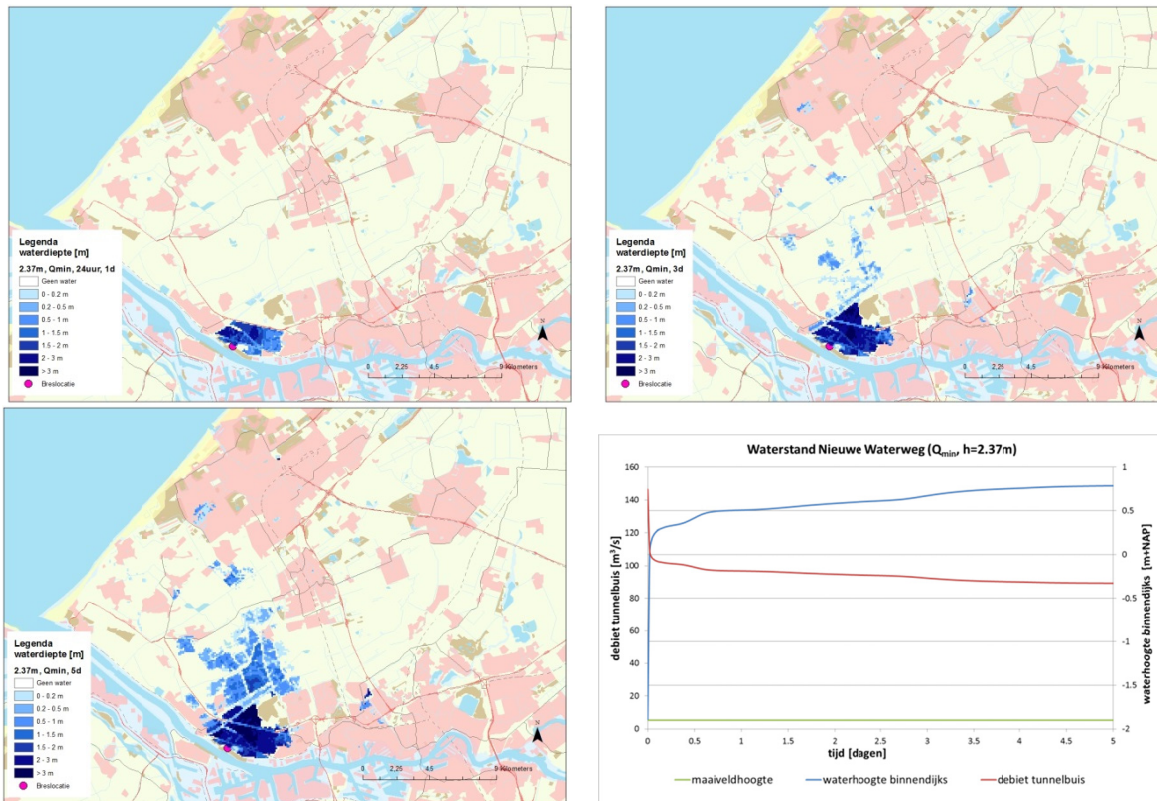 Legenda
waterdiepte [m]
2.37m, Qmin, 24uur, 1d
Geen water
0 - 0.2 m
0.2 - 0.5 m
0.5 - 1 m
1 - 1.5 m
1.5 - 2 m
2 - 3 m
> 3 m
Breslocatie
N
0 2,25 4,5 9 Kilometers
Legenda
waterdiepte [m]
2.37m, Qmin, 3d
Geen water
0 - 0.2 m
0.2 - 0.5 m
0.5 - 1 m
1 - 1.5 m
1.5 - 2 m
2 - 3 m
> 3 m
Breslocatie
N
0 2,25 4,5 9 Kilometers
Legenda
waterdiepte [m]
2.37m, Qmin, 5d
Geen water
0 - 0.2 m
0.2 - 0.5 m
0.5 - 1 m
1 - 1.5 m
1.5 - 2 m
2 - 3 m
> 3 m
Breslocatie
N
0 2,25 4,5 9 Kilometers
Waterstand Nieuwe Waterweg (Qmin, h=2.37m)
debiet tunnelbuis [m³/s]
160
140
120
100
80
60
40
20
0
1
0.5
0
-0.5
-1
-1.5
-2
waterhoogte binnendijks [m+NAP]
0 0.5 1 1.5 2 2.5 3 3.5 4 4.5 5
tijd [dagen]
maaiveldhoogte waterhoogte binnendijks debiet tunnelbuis